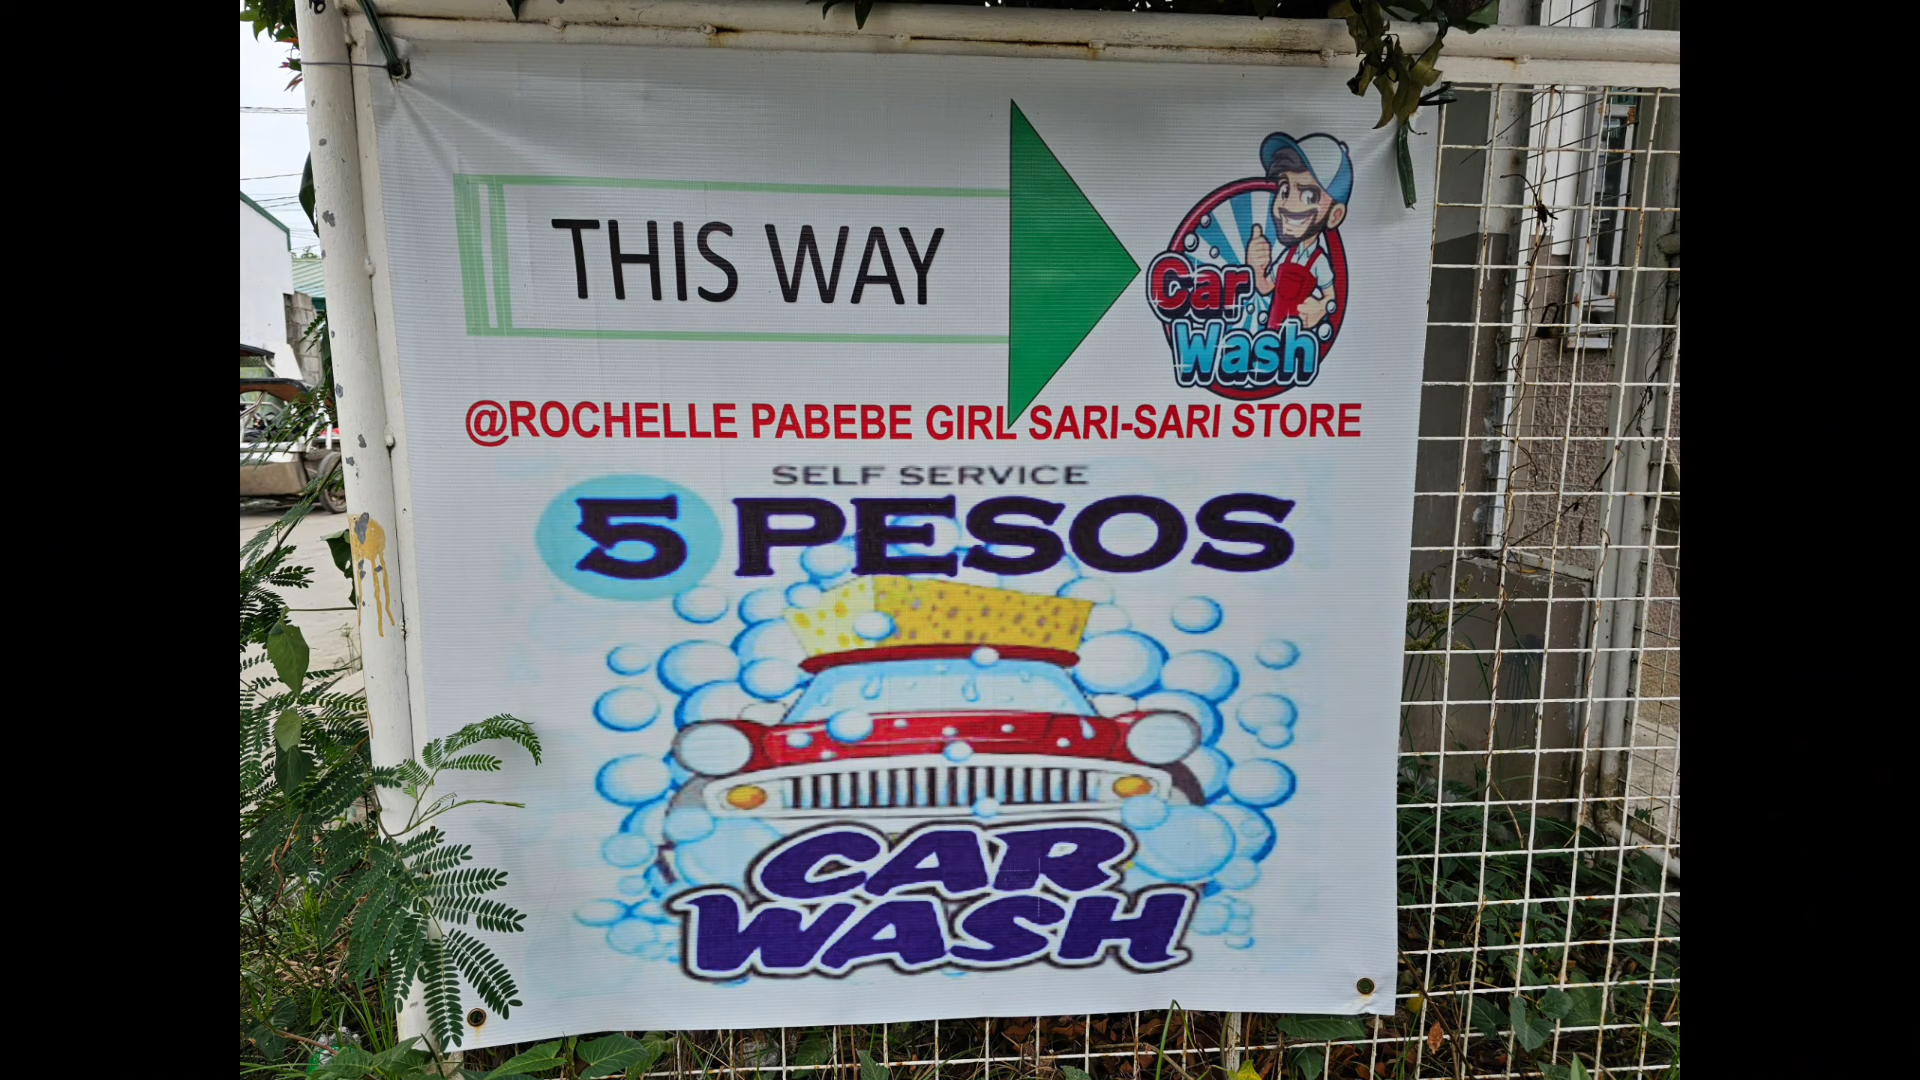 THIS WAY
Car
Wash
@ROCHELLE PABEBE GIRL SARI-SARI STORE
SELF SERVICE
5 PESOS
CAR
WASH